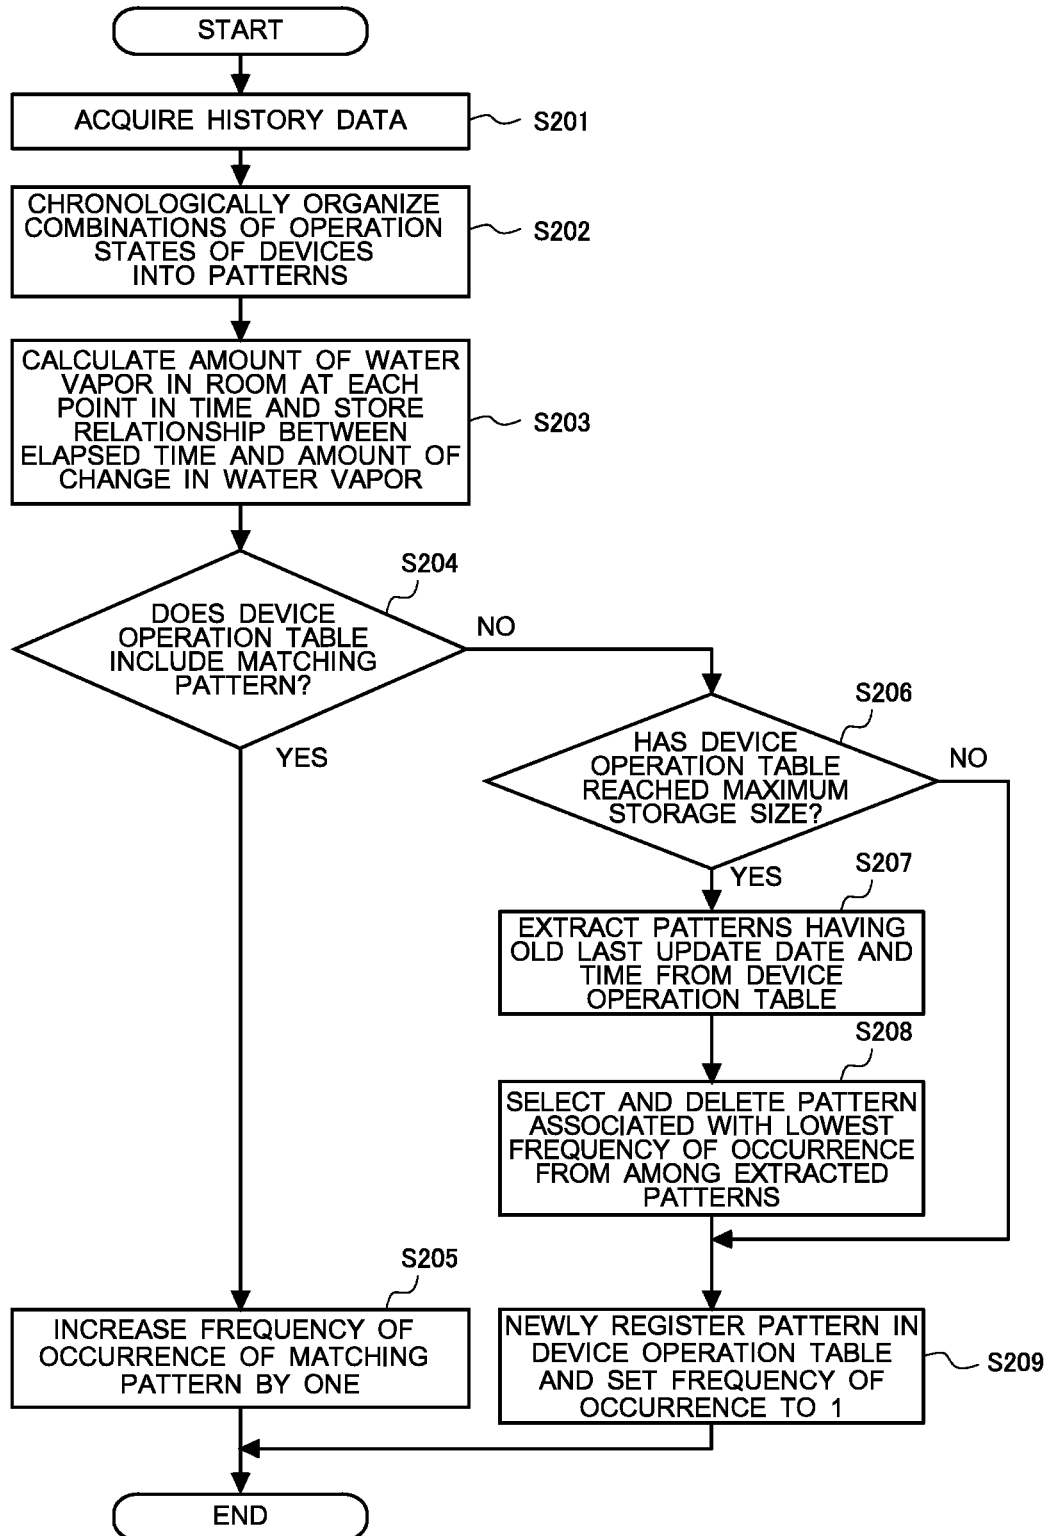 START
ACQUIRE HISTORY DATA
S201
CHRONOLOGICALLY ORGANIZE
COMBINATIONS OF OPERATION
STATES OF DEVICES
INTO PATTERNS
S202
CALCULATE AMOUNT OF WATER
VAPOR IN ROOM AT EACH
POINT IN TIME AND STORE
RELATIONSHIP BETWEEN
ELAPSED TIME AND AMOUNT OF
CHANGE IN WATER VAPOR
S203
S204
DOES DEVICE
OPERATION TABLE
INCLUDE MATCHING
PATTERN?
NO
YES
S206
HAS DEVICE
OPERATION TABLE
REACHED MAXIMUM
STORAGE SIZE?
NO
YES
S207
EXTRACT PATTERNS HAVING
OLD LAST UPDATE DATE AND
TIME FROM DEVICE
OPERATION TABLE
S208
SELECT AND DELETE PATTERN
ASSOCIATED WITH LOWEST
FREQUENCY OF OCCURRENCE
FROM AMONG EXTRACTED
PATTERNS
S205
INCREASE FREQUENCY OF
OCCURRENCE OF MATCHING
PATTERN BY ONE
NEWLY REGISTER PATTERN IN
DEVICE OPERATION TABLE
AND SET FREQUENCY OF
OCCURRENCE TO 1
S209
END